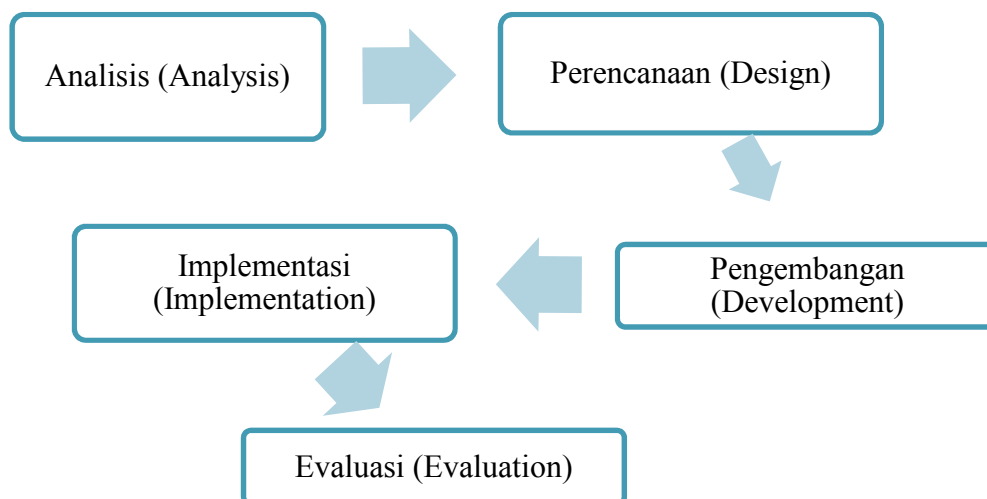 Analisis (Analysis)
Perencanaan (Design)
Pengembangan
(Development)
Implementasi
(Implementation)
Evaluasi (Evaluation)